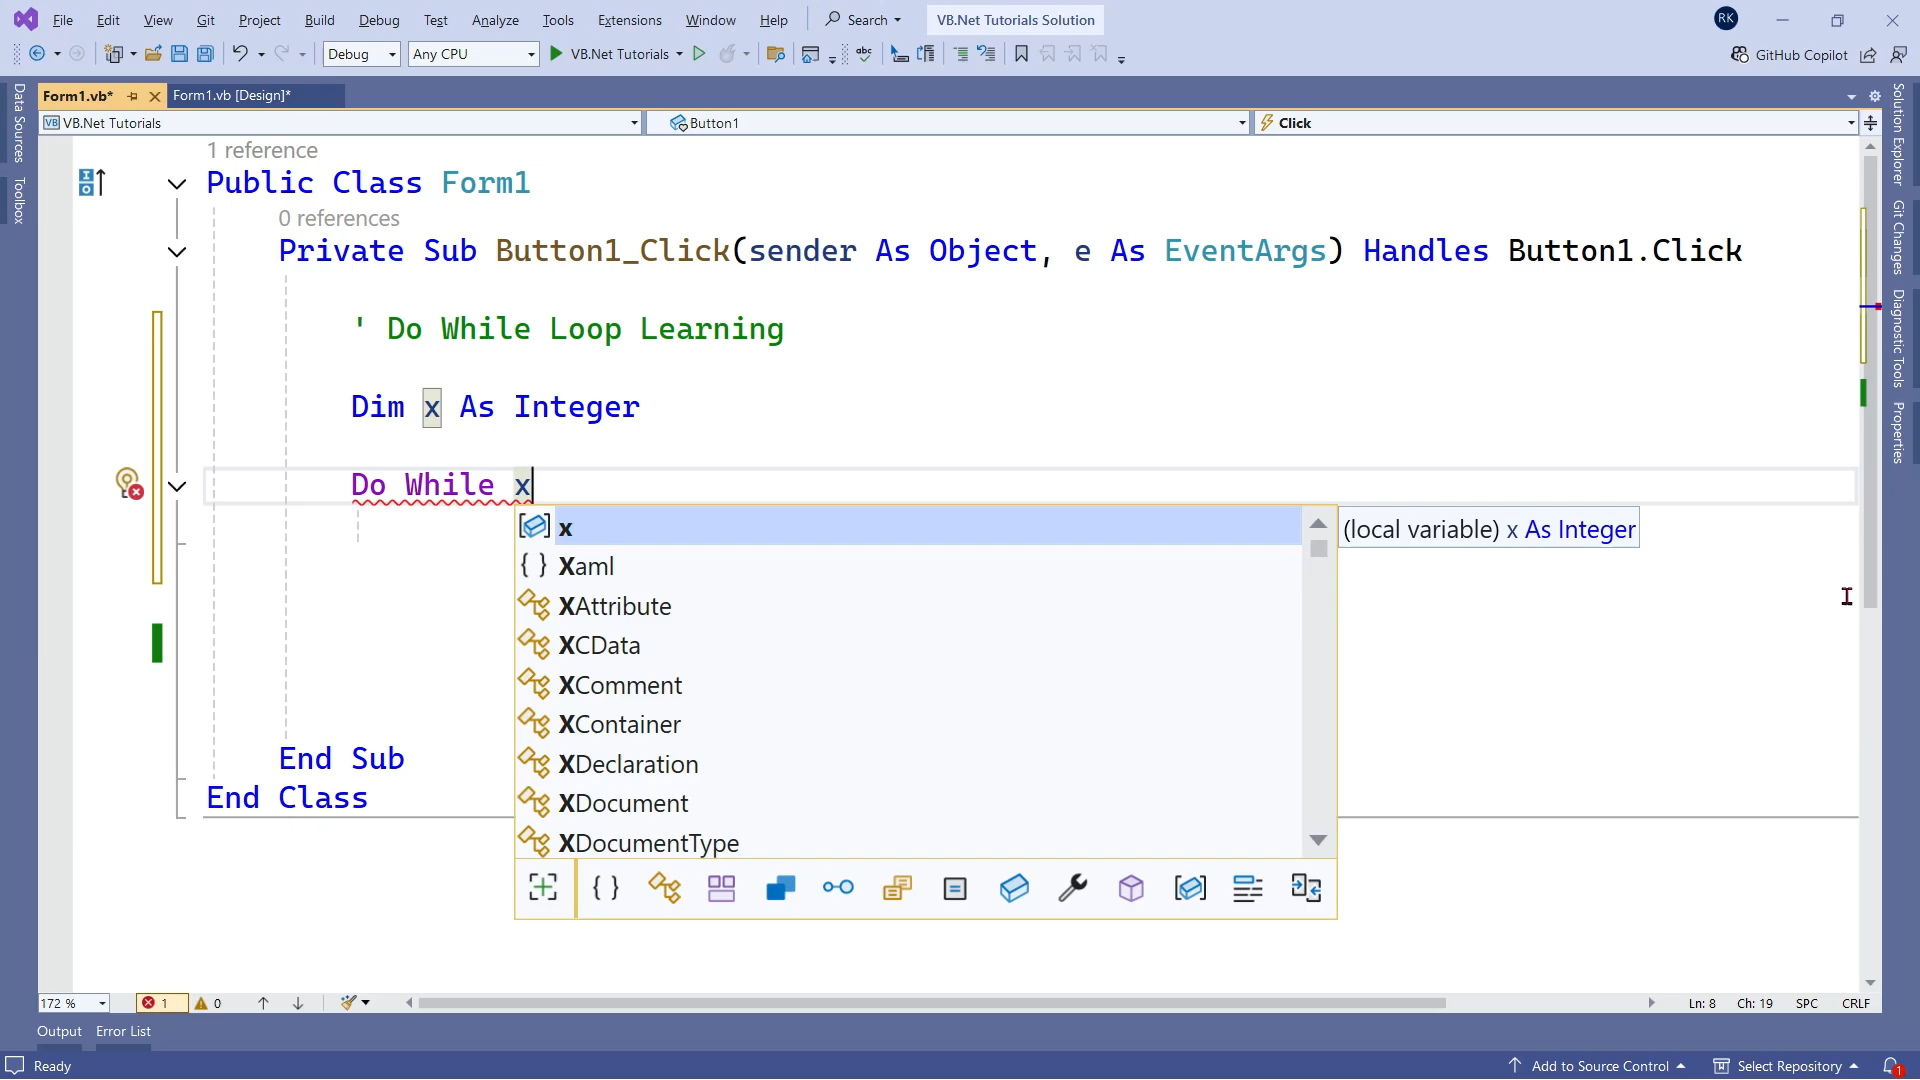 File Edit View Git Project Build Debug Test Analyze Tools Extensions Window Help Search VB.Net Tutorials Solution RK
Debug Any CPU VB.Net Tutorials abc GitHub Copilot
Form1.vb* Form1.vb [Design]*
VB VB.Net Tutorials Button1 Click
Data Sources
Toolbox
1 reference
Public Class Form1
0 references
Private Sub Button1_Click(sender As Object, e As EventArgs) Handles Button1.Click
' Do While Loop Learning
Dim x As Integer
Do While x
x
(local variable) x As Integer
{ } Xaml
XAttribute
XCData
XComment
XContainer
XDeclaration
XDocument
XDocumentType
End Sub
End Class
Solution Explorer
Git Changes
Diagnostic Tools
Properties
172 % 1 0 Ln: 8 Ch: 19 SPC CRLF
Output Error List
Ready Add to Source Control Select Repository 1